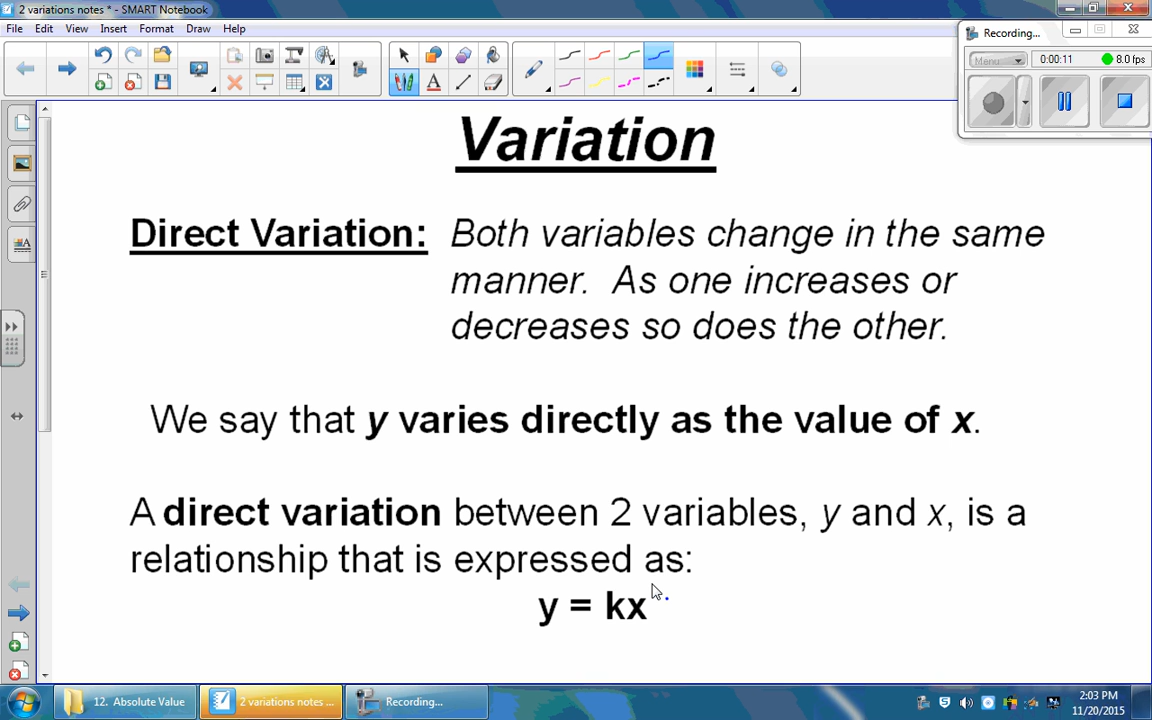 2 variations notes * - SMART Notebook
File Edit View Insert Format Draw Help
Recording...
Menu
0:00:11
8.0 fps
Variation
Direct Variation: Both variables change in the same
manner. As one increases or
decreases so does the other.
We say that y varies directly as the value of x.
A direct variation between 2 variables, y and x, is a
relationship that is expressed as:
y = kx
12. Absolute Value
2 variations notes ...
Recording...
2:03 PM
11/20/2015